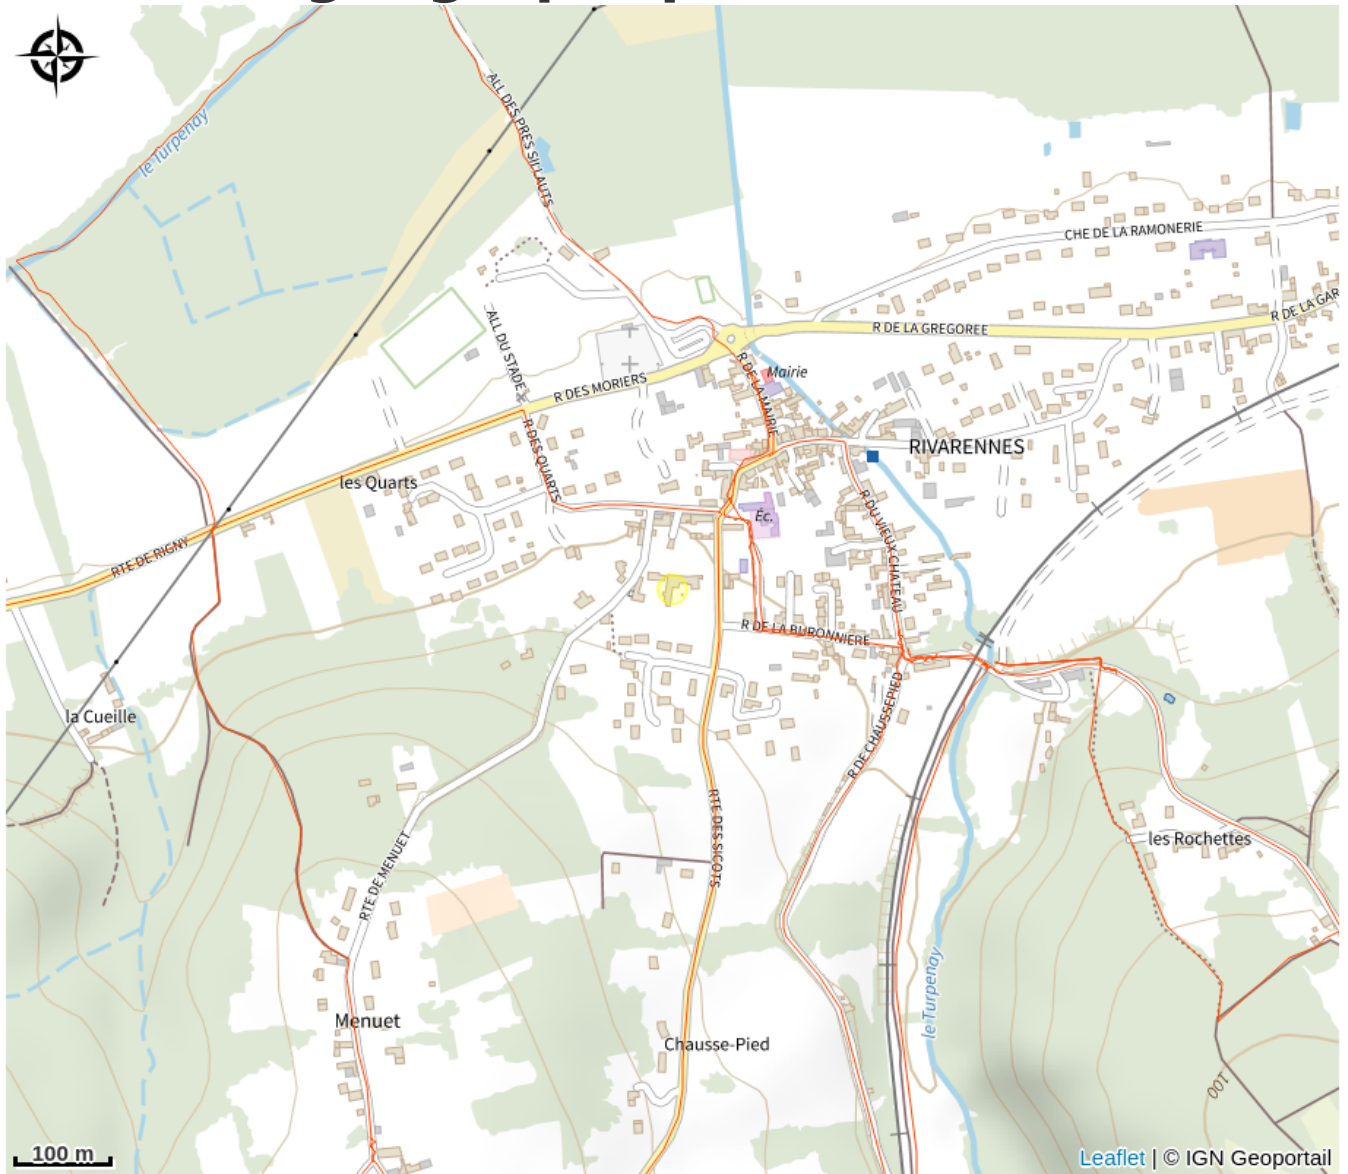 le Turpenay
ALL DES PRES SILLAUTS
CHE DE LA RAMONERIE
R DE LA GAR
R DE LA GREGOREE
ALL DU STADE
R DES MORIERS
R DE LA MAIRIE
Mairie
RIVARENNES
R DES QUARTS
les Quarts
Éc.
R DU VIEUX CHATEAU
RTE DE RIGNY
R DE LA BURONNIERE
la Cueille
R DE CHAUSSEPIED
RTE DES SICOTS
RTE DE MENUET
les Rochettes
le Turpenay
Menuet
Chausse-Pied
100
100 m
Leaflet | © IGN Geoportail